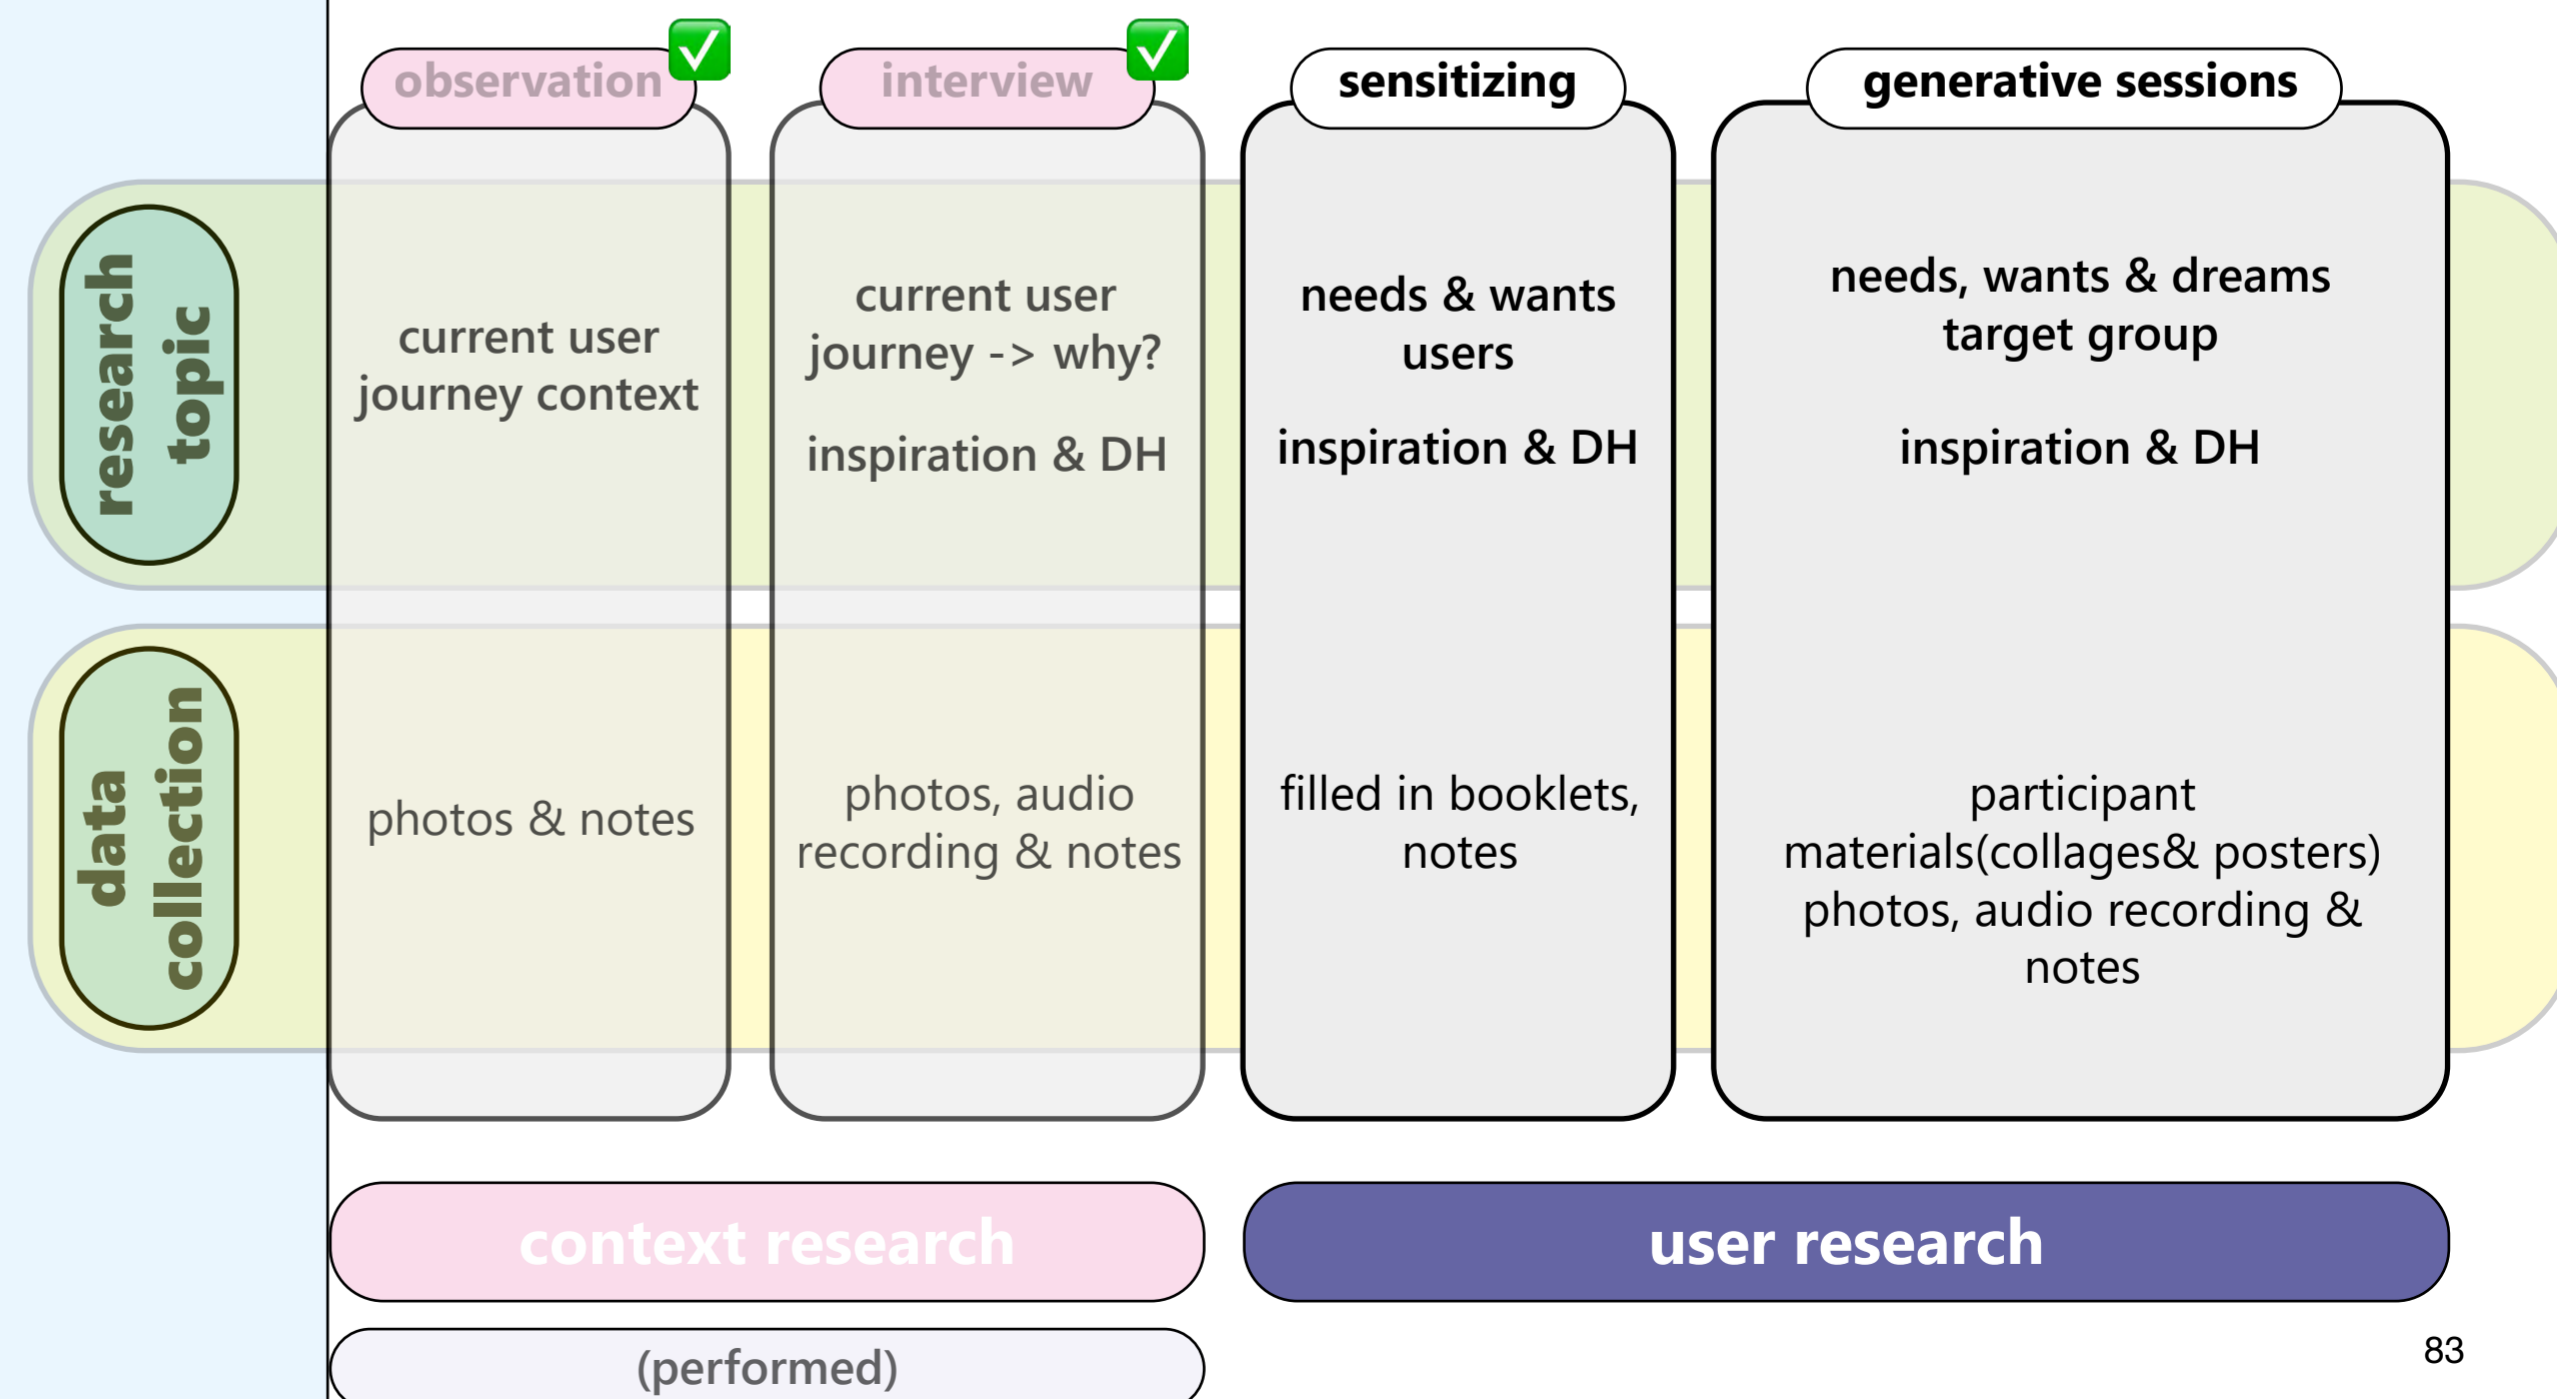 observation
interview
sensitizing
generative sessions
research
topic
current user
journey context
current user
journey -> why?
inspiration & DH
needs & wants
users
inspiration & DH
needs, wants & dreams
target group
inspiration & DH
data
collection
photos & notes
photos, audio
recording & notes
filled in booklets,
notes
participant
materials(collages& posters)
photos, audio recording &
notes
context research
user research
(performed)
83